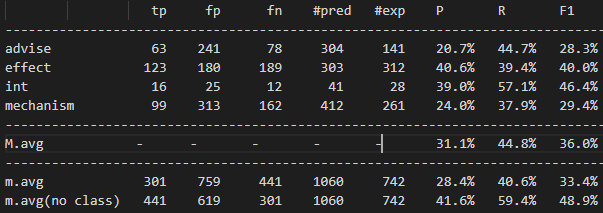 tp fp fn #pred #exp P R F1
------------------------------------------------------------------------------
advise 63 241 78 304 141 20.7% 44.7% 28.3%
effect 123 180 189 303 312 40.6% 39.4% 40.0%
int 16 25 12 41 28 39.0% 57.1% 46.4%
mechanism 99 313 162 412 261 24.0% 37.9% 29.4%
------------------------------------------------------------------------------
M.avg - - - - - 31.1% 44.8% 36.0%
------------------------------------------------------------------------------
m.avg 301 759 441 1060 742 28.4% 40.6% 33.4%
m.avg(no class) 441 619 301 1060 742 41.6% 59.4% 48.9%